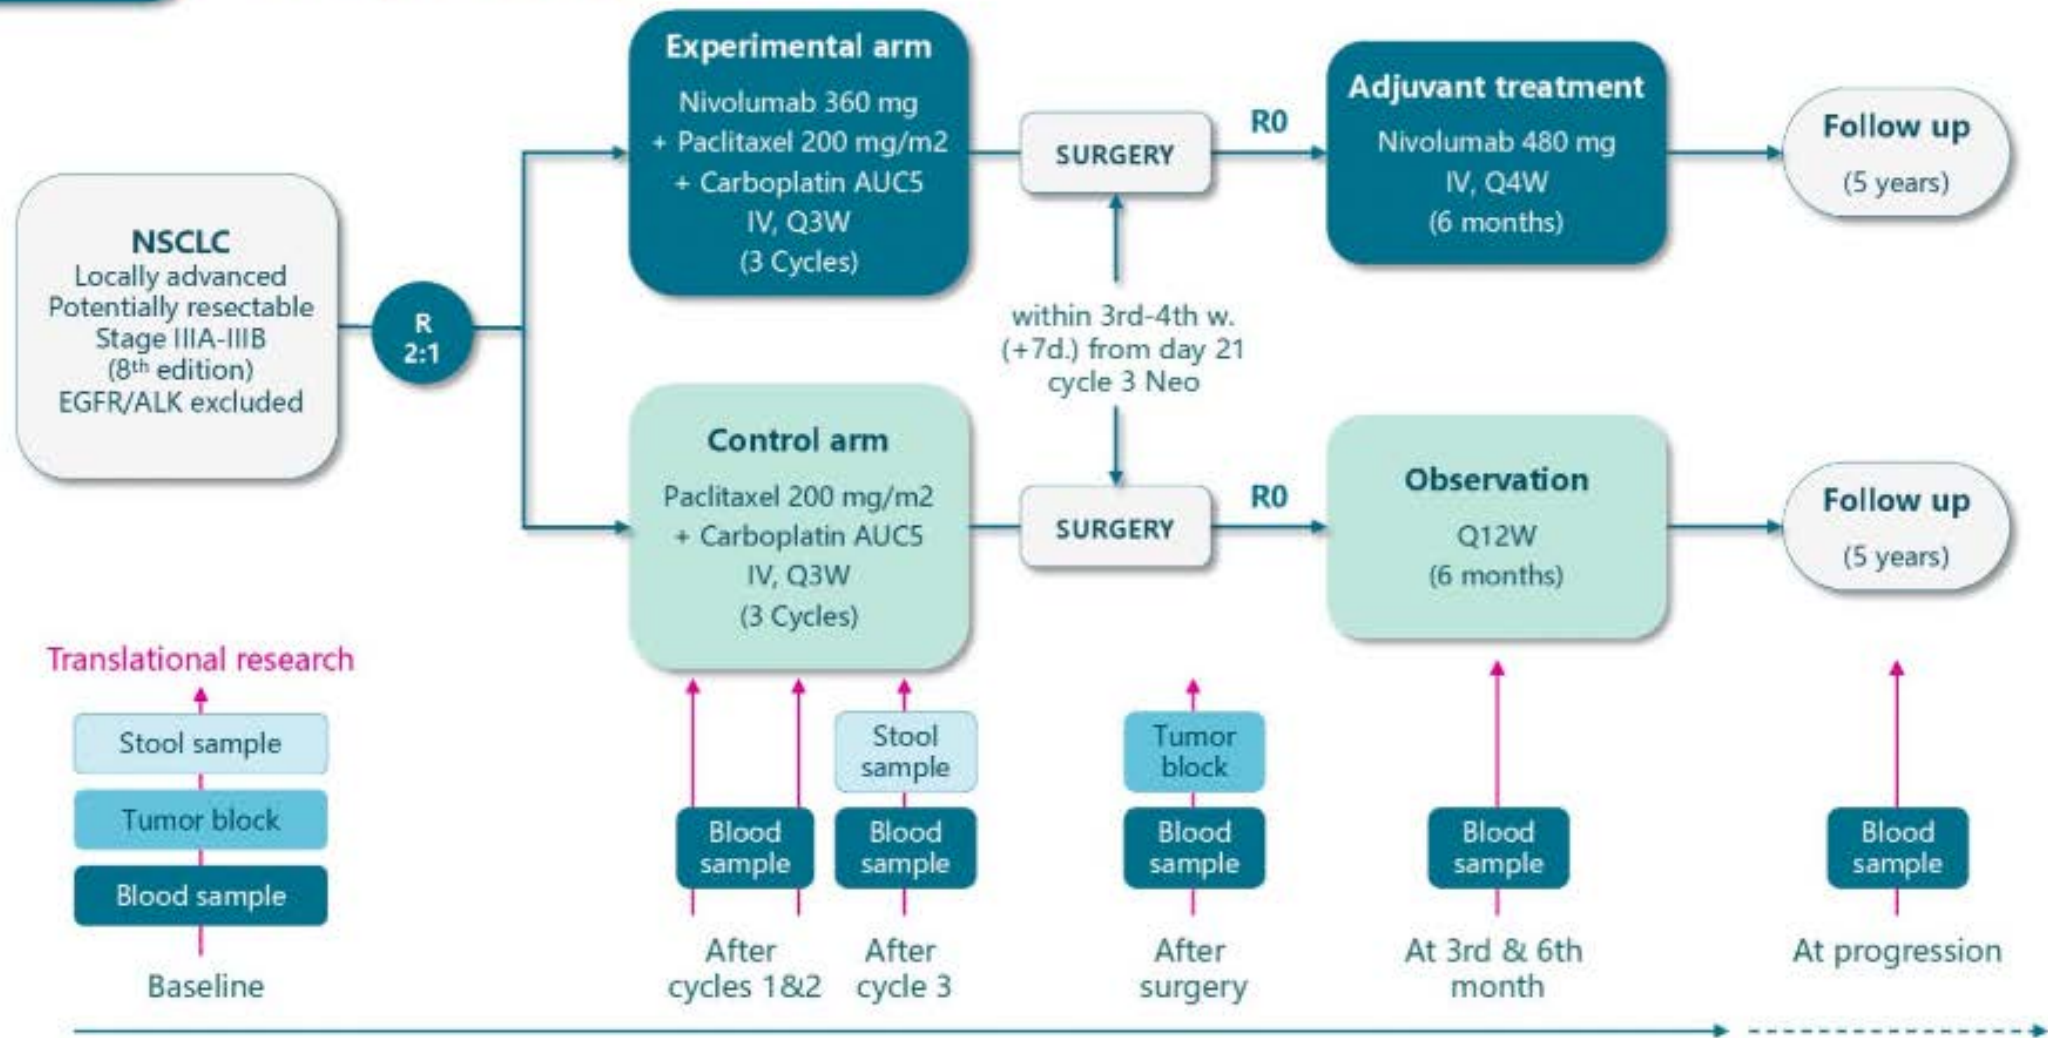 NSCLC
Locally advanced
Potentially resectable
Stage IIIA-IIIB
(8th edition)
EGFR/ALK excluded
R
2:1
Experimental arm
Nivolumab 360 mg
+ Paclitaxel 200 mg/m2
+ Carboplatin AUC5
IV, Q3W
(3 Cycles)
SURGERY
R0
Adjuvant treatment
Nivolumab 480 mg
IV, Q4W
(6 months)
Follow up
(5 years)
within 3rd-4th w.
(+7d.) from day 21
cycle 3 Neo
Control arm
Paclitaxel 200 mg/m2
+ Carboplatin AUC5
IV, Q3W
(3 Cycles)
SURGERY
R0
Observation
Q12W
(6 months)
Follow up
(5 years)
Translational research
Stool sample
Tumor block
Blood sample
Baseline
Blood
sample
After
cycles 1&2
Stool
sample
Blood
sample
After
cycle 3
Tumor
block
Blood
sample
After
surgery
Blood
sample
At 3rd & 6th
month
Blood
sample
At progression